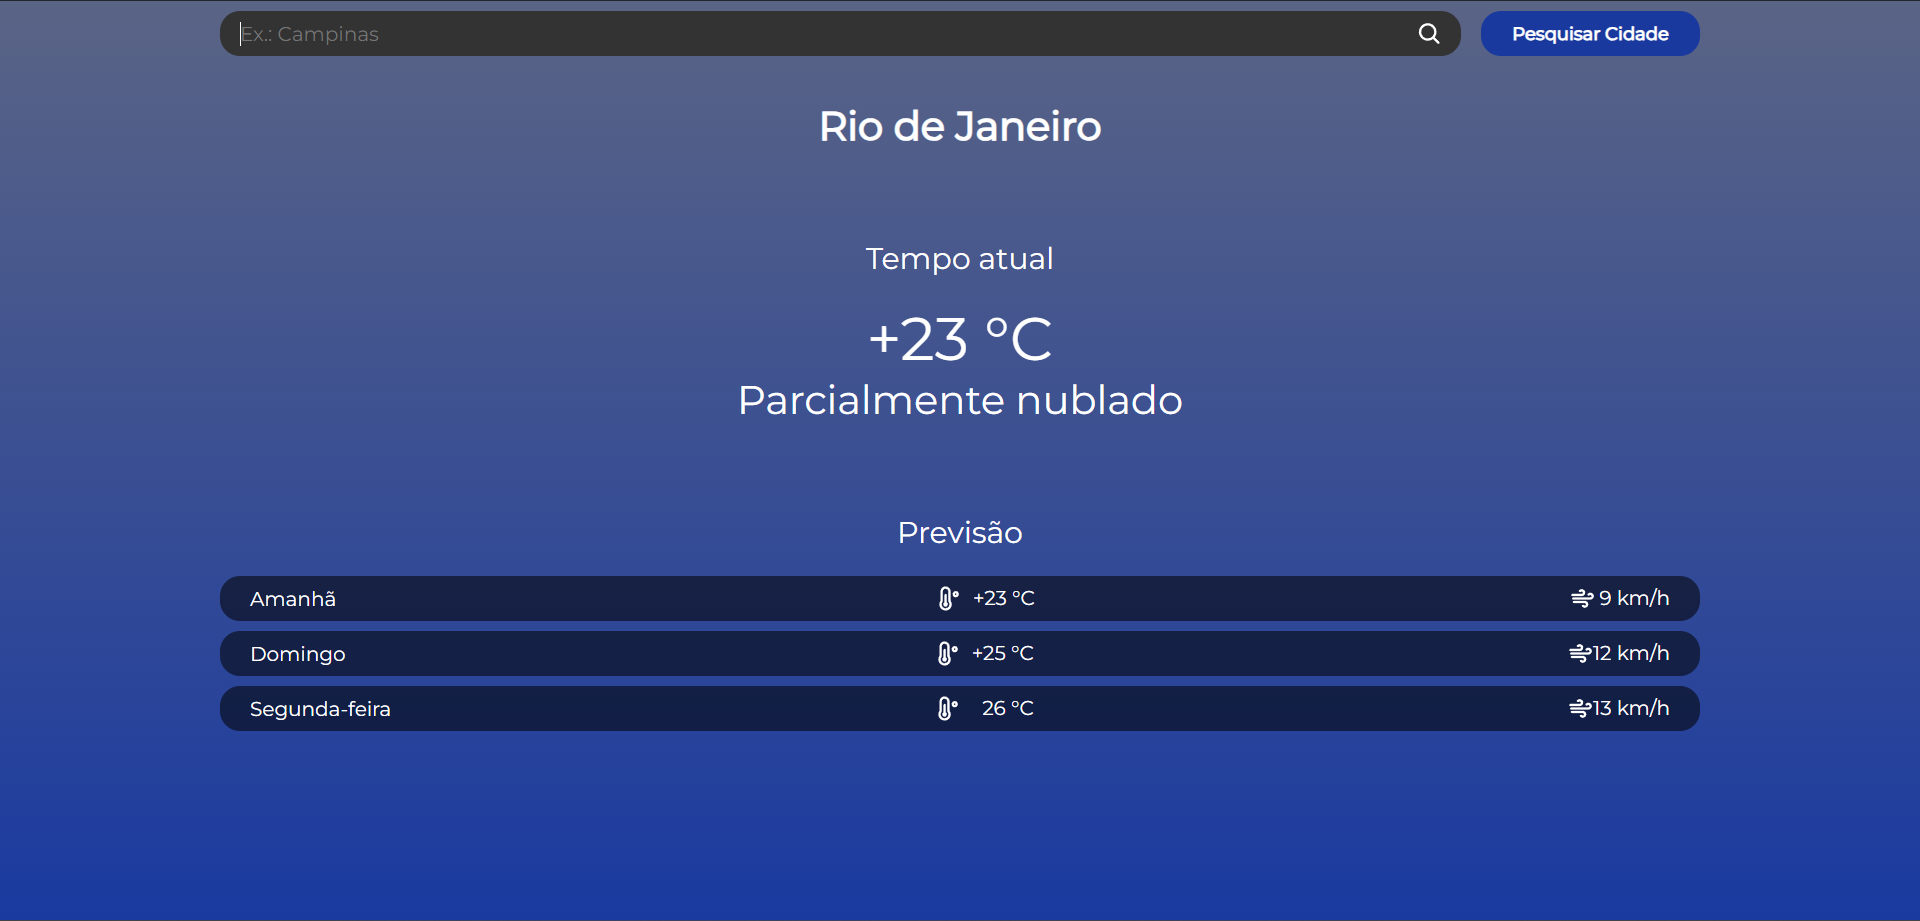 Ex.: Campinas
Pesquisar Cidade
Rio de Janeiro
Tempo atual
+23 °C
Parcialmente nublado
Previsão
Amanhã +23 °C 9 km/h
Domingo +25 °C 12 km/h
Segunda-feira 26 °C 13 km/h